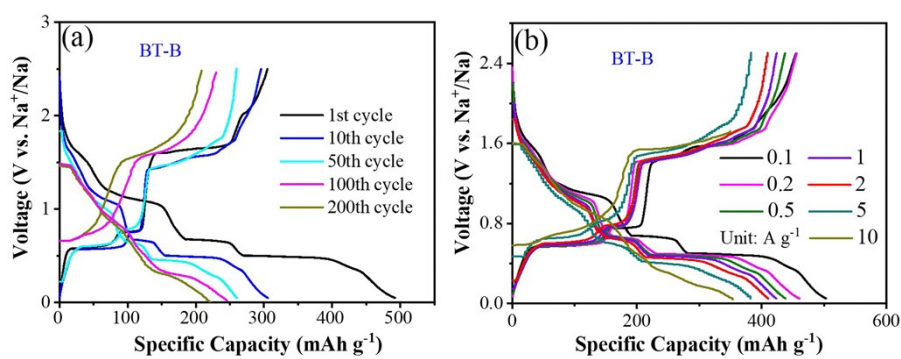 (a)
BT-B
Voltage (V vs. Na⁺/Na)
3
2
1
0
1st cycle
10th cycle
50th cycle
100th cycle
200th cycle
0 100 200 300 400 500
Specific Capacity (mAh g⁻¹)
(b)
BT-B
Voltage (V vs. Na⁺/Na)
2.4
1.6
0.8
0.0
0.1 1
0.2 2
0.5 5
Unit: A g⁻¹ 10
0 200 400 600
Specific Capacity (mAh g⁻¹)